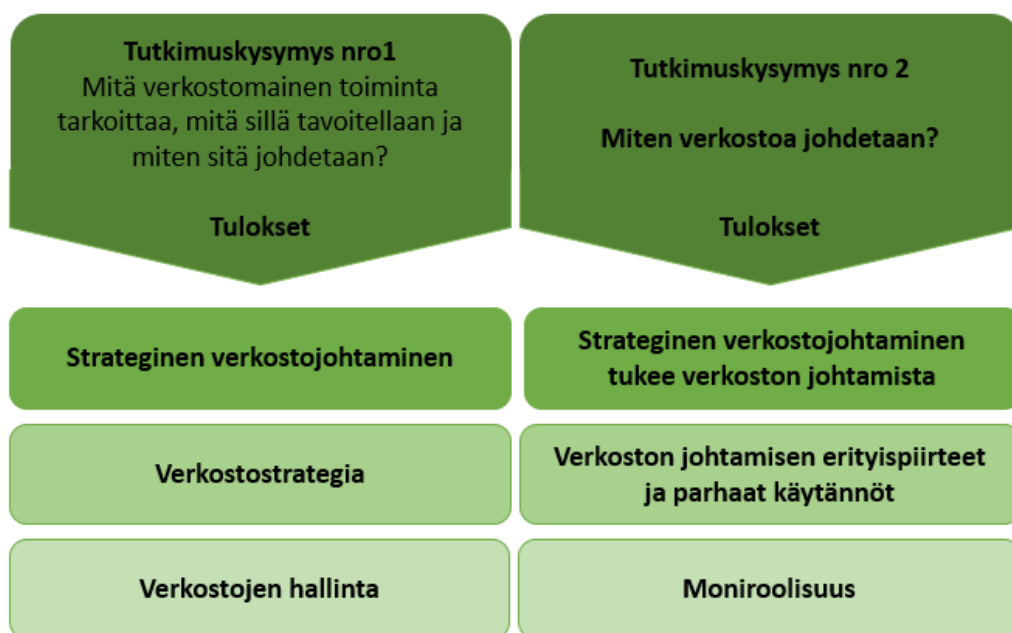 Tutkimuskysymys nro1
Mitä verkostomainen toiminta
tarkoittaa, mitä sillä tavoitellaan ja
miten sitä johdetaan?
Tulokset
Strateginen verkostojohtaminen
Verkostostrategia
Verkostojen hallinta
Tutkimuskysymys nro 2
Miten verkostoa johdetaan?
Tulokset
Strateginen verkostojohtaminen
tukee verkoston johtamista
Verkoston johtamisen erityispiirteet
ja parhaat käytännöt
Moniroolisuus